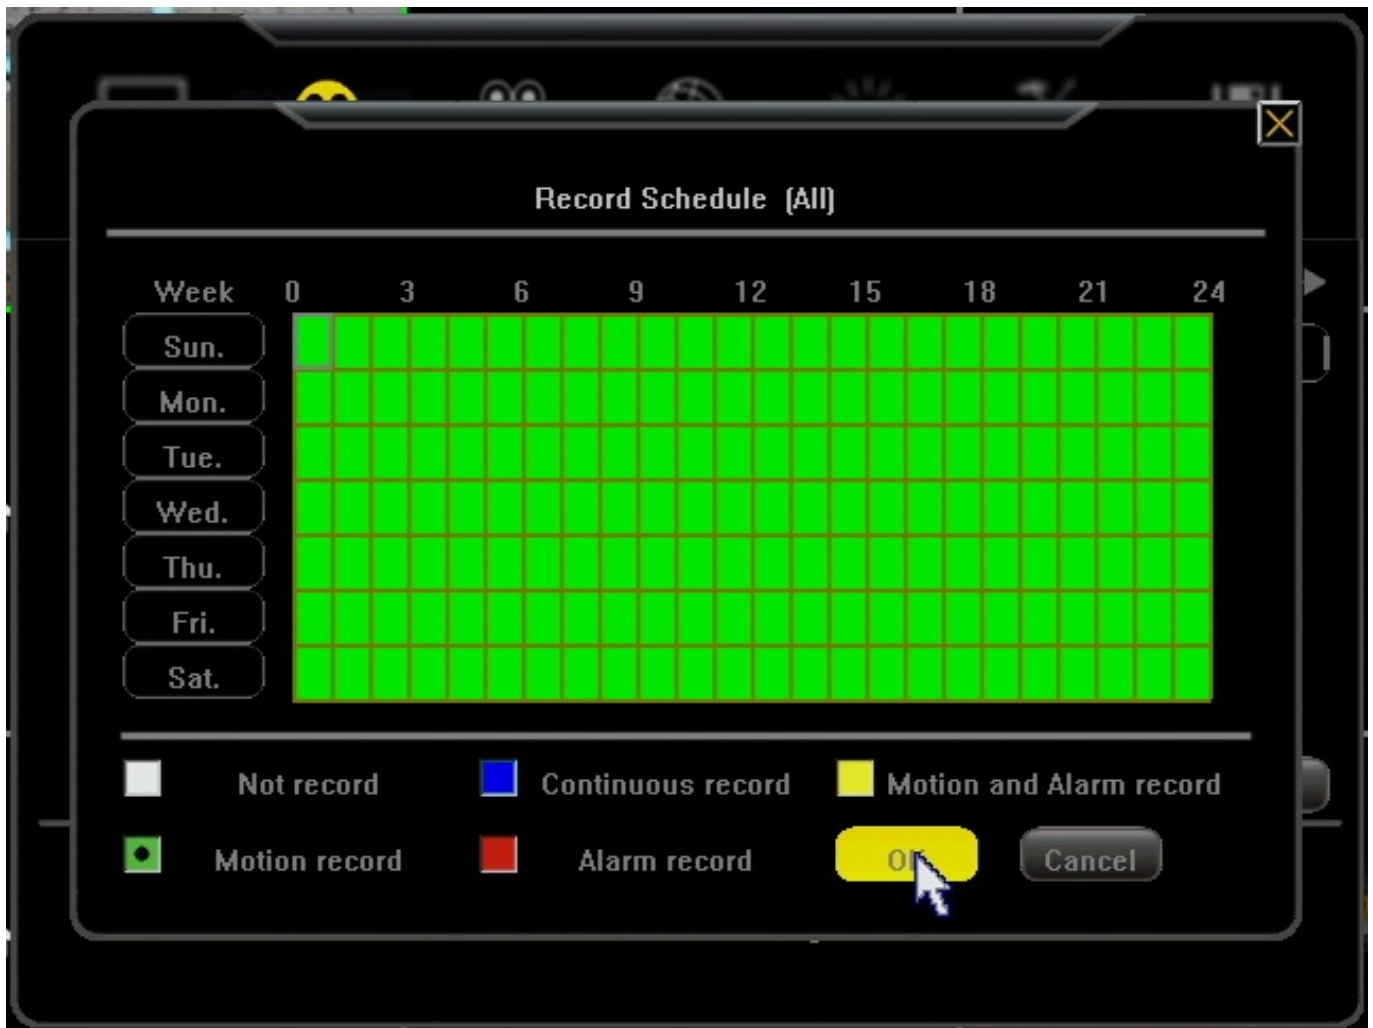 Record Schedule (All)
Week 0 3 6 9 12 15 18 21 24
Sun.
Mon.
Tue.
Wed.
Thu.
Fri.
Sat.
Not record Continuous record Motion and Alarm record
Motion record Alarm record OK Cancel